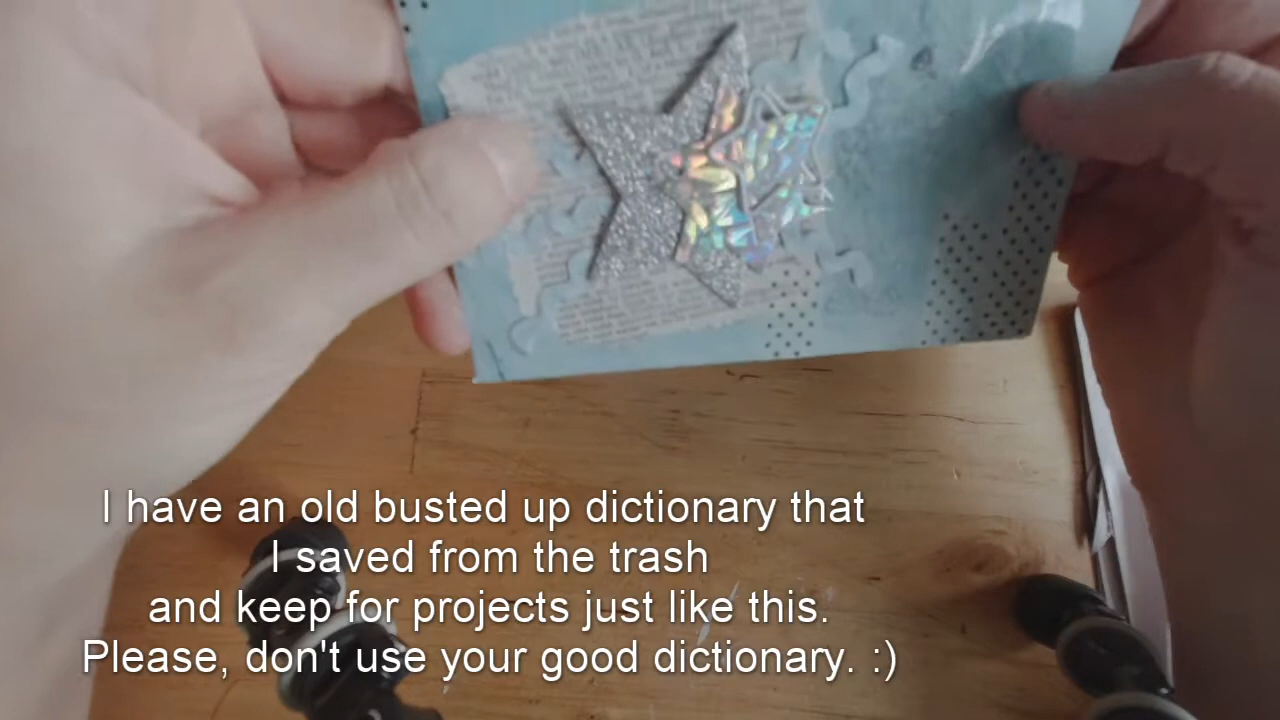 I have an old busted up dictionary that
I saved from the trash
and keep for projects just like this.
Please, don't use your good dictionary. :)